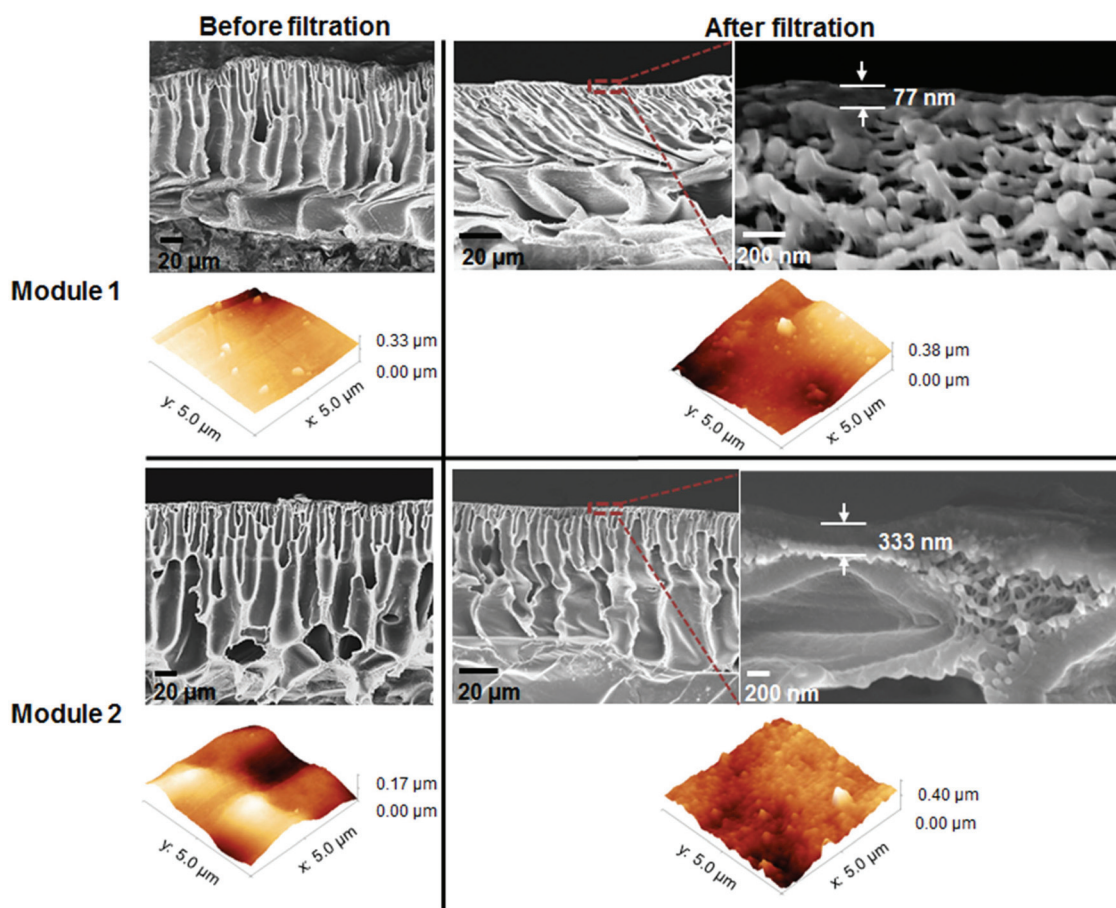 Before filtration
After filtration
77 nm
20 µm
20 µm
200 nm
Module 1
0.33 µm
0.00 µm
y: 5.0 µm
x: 5.0 µm
0.38 µm
0.00 µm
y: 5.0 µm
x: 5.0 µm
333 nm
20 µm
20 µm
200 nm
Module 2
0.17 µm
0.00 µm
y: 5.0 µm
x: 5.0 µm
0.40 µm
0.00 µm
y: 5.0 µm
x: 5.0 µm